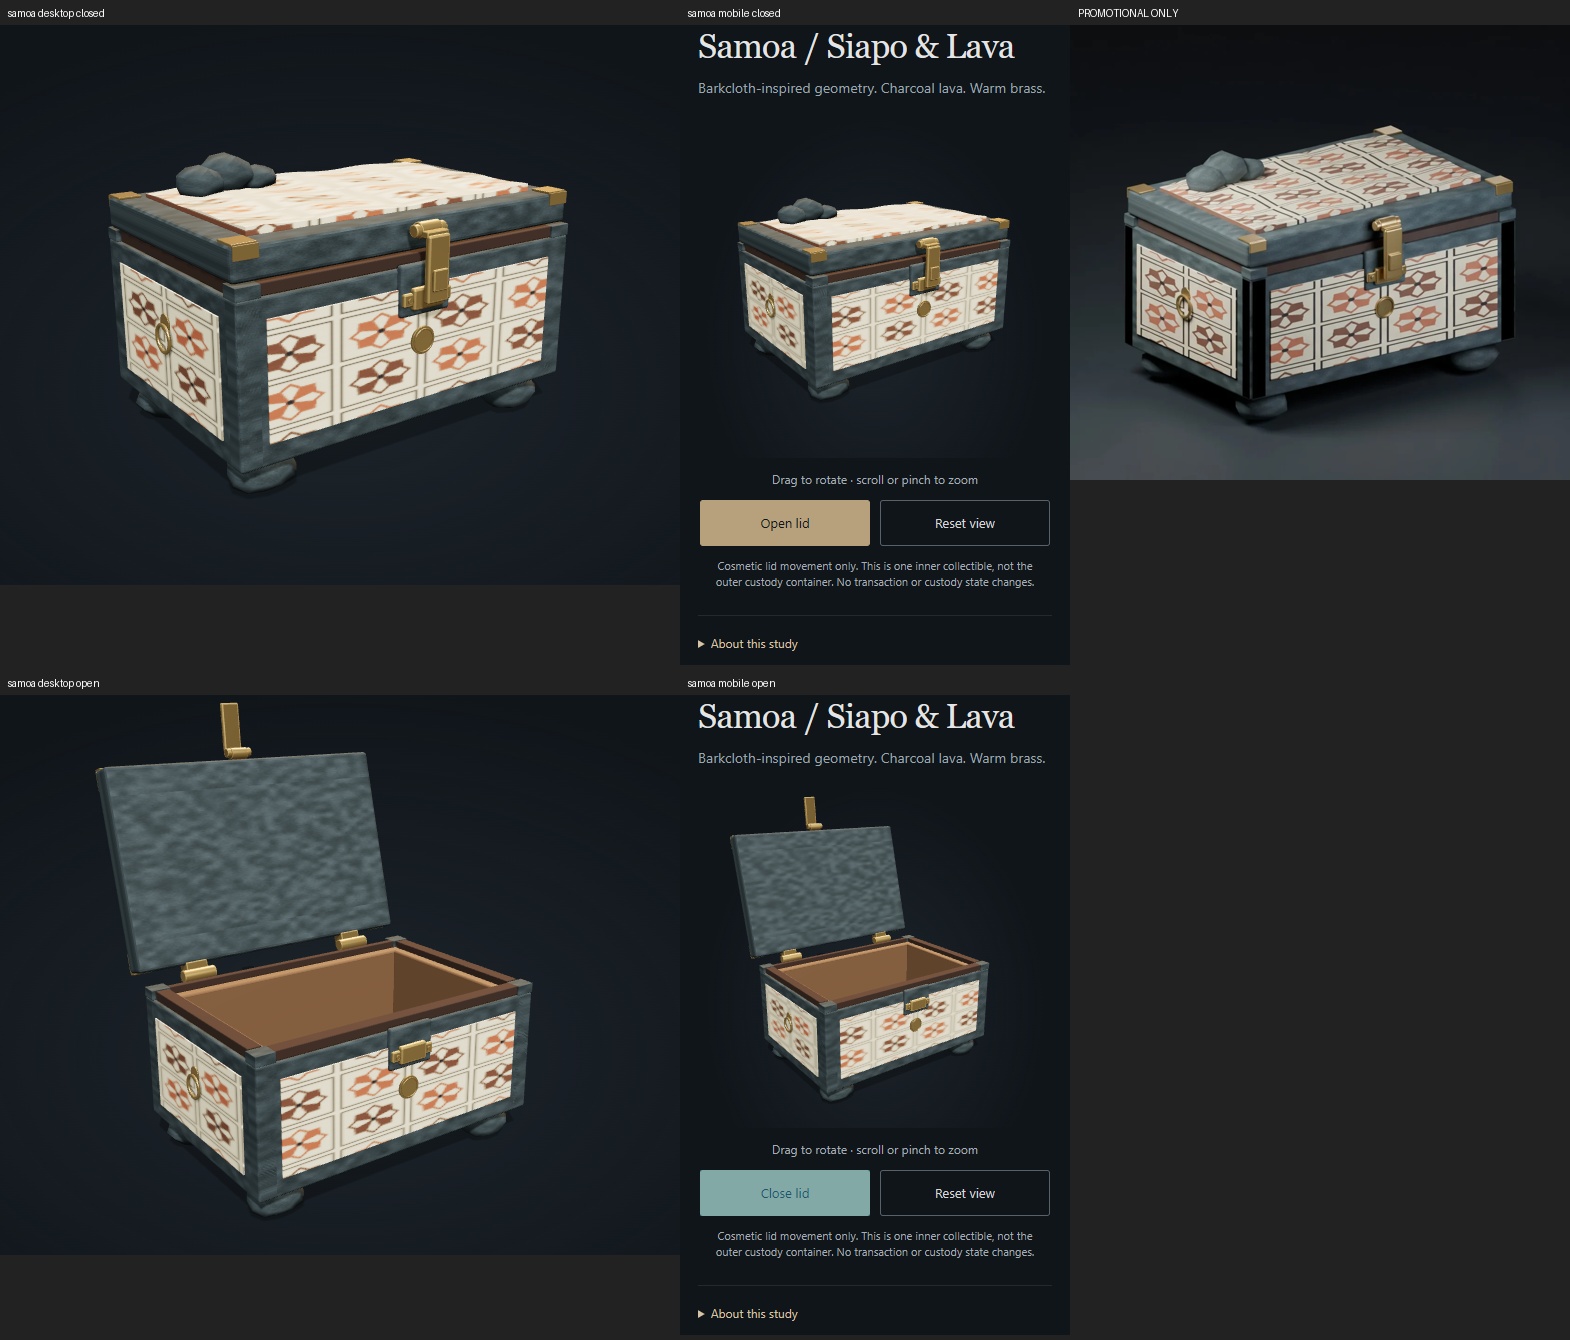 samoa desktop closed
samoa mobile closed
PROMOTIONAL ONLY
Samoa / Siapo & Lava
Barkcloth-inspired geometry. Charcoal lava. Warm brass.
Drag to rotate · scroll or pinch to zoom
Open lid
Reset view
Cosmetic lid movement only. This is one inner collectible, not the
outer custody container. No transaction or custody state changes.
▶ About this study
samoa desktop open
samoa mobile open
Samoa / Siapo & Lava
Barkcloth-inspired geometry. Charcoal lava. Warm brass.
Drag to rotate · scroll or pinch to zoom
Close lid
Reset view
Cosmetic lid movement only. This is one inner collectible, not the
outer custody container. No transaction or custody state changes.
▶ About this study